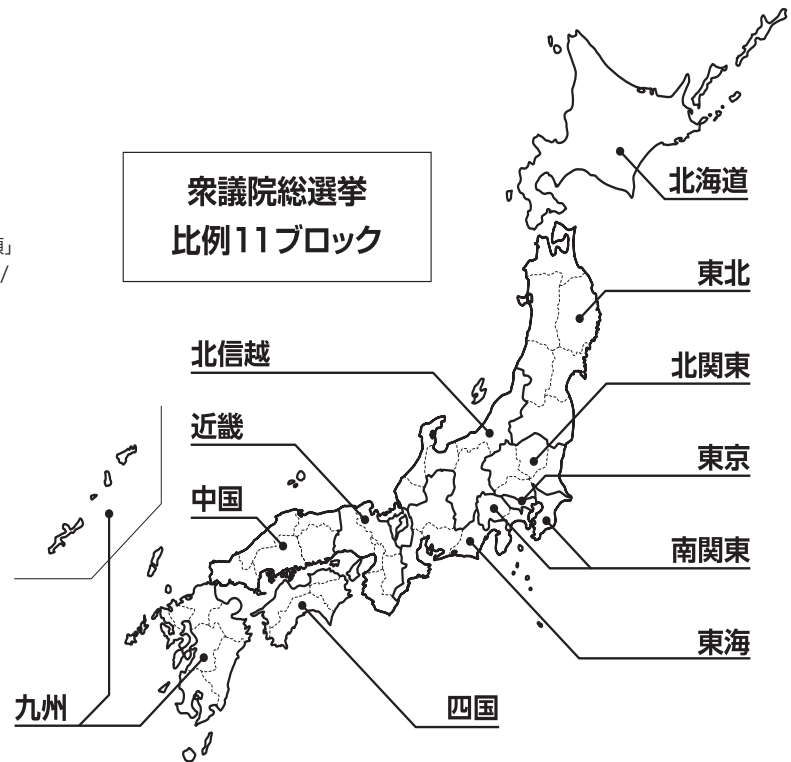 衆議院総選挙
比例11ブロック
」
/
北海道
東北
北信越
北関東
近畿
東京
中国
南関東
東海
九州
四国